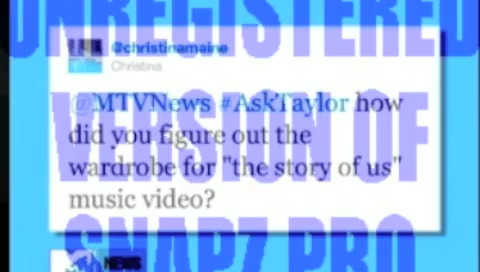 UNREGISTERED
@christinamaine
Christina
@MTVNews #AskTaylor how
did you figure out the
wardrobe for "the story of us"
music video?
VERSION OF
SNAPZ PRO
NEWS